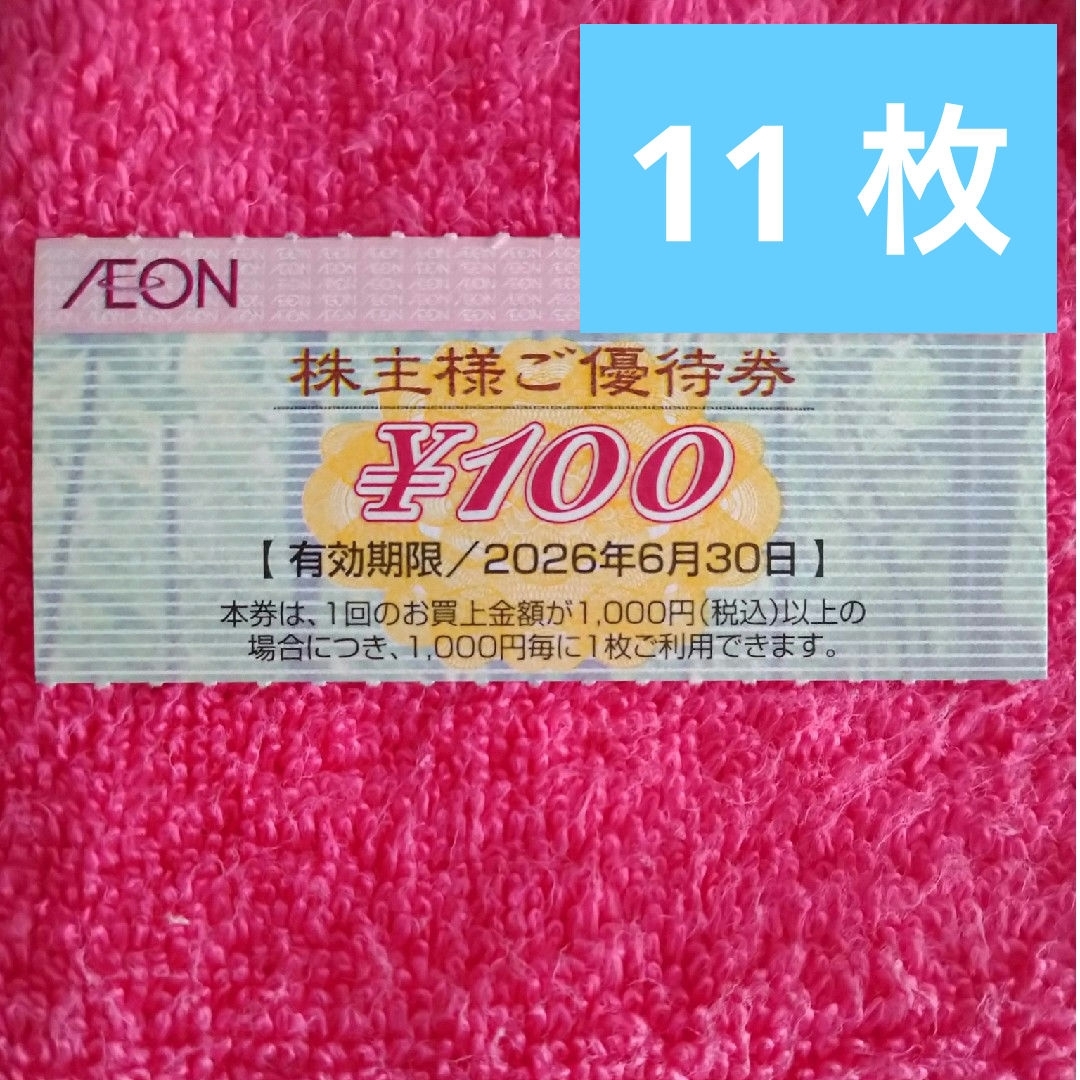 11 枚
ÆON
株主様ご優待券
¥100
【 有効期限/2026年6月30日 】
本券は、1回のお買上金額が1,000円(税込)以上の
場合につき、1,000円毎に1枚ご利用できます。